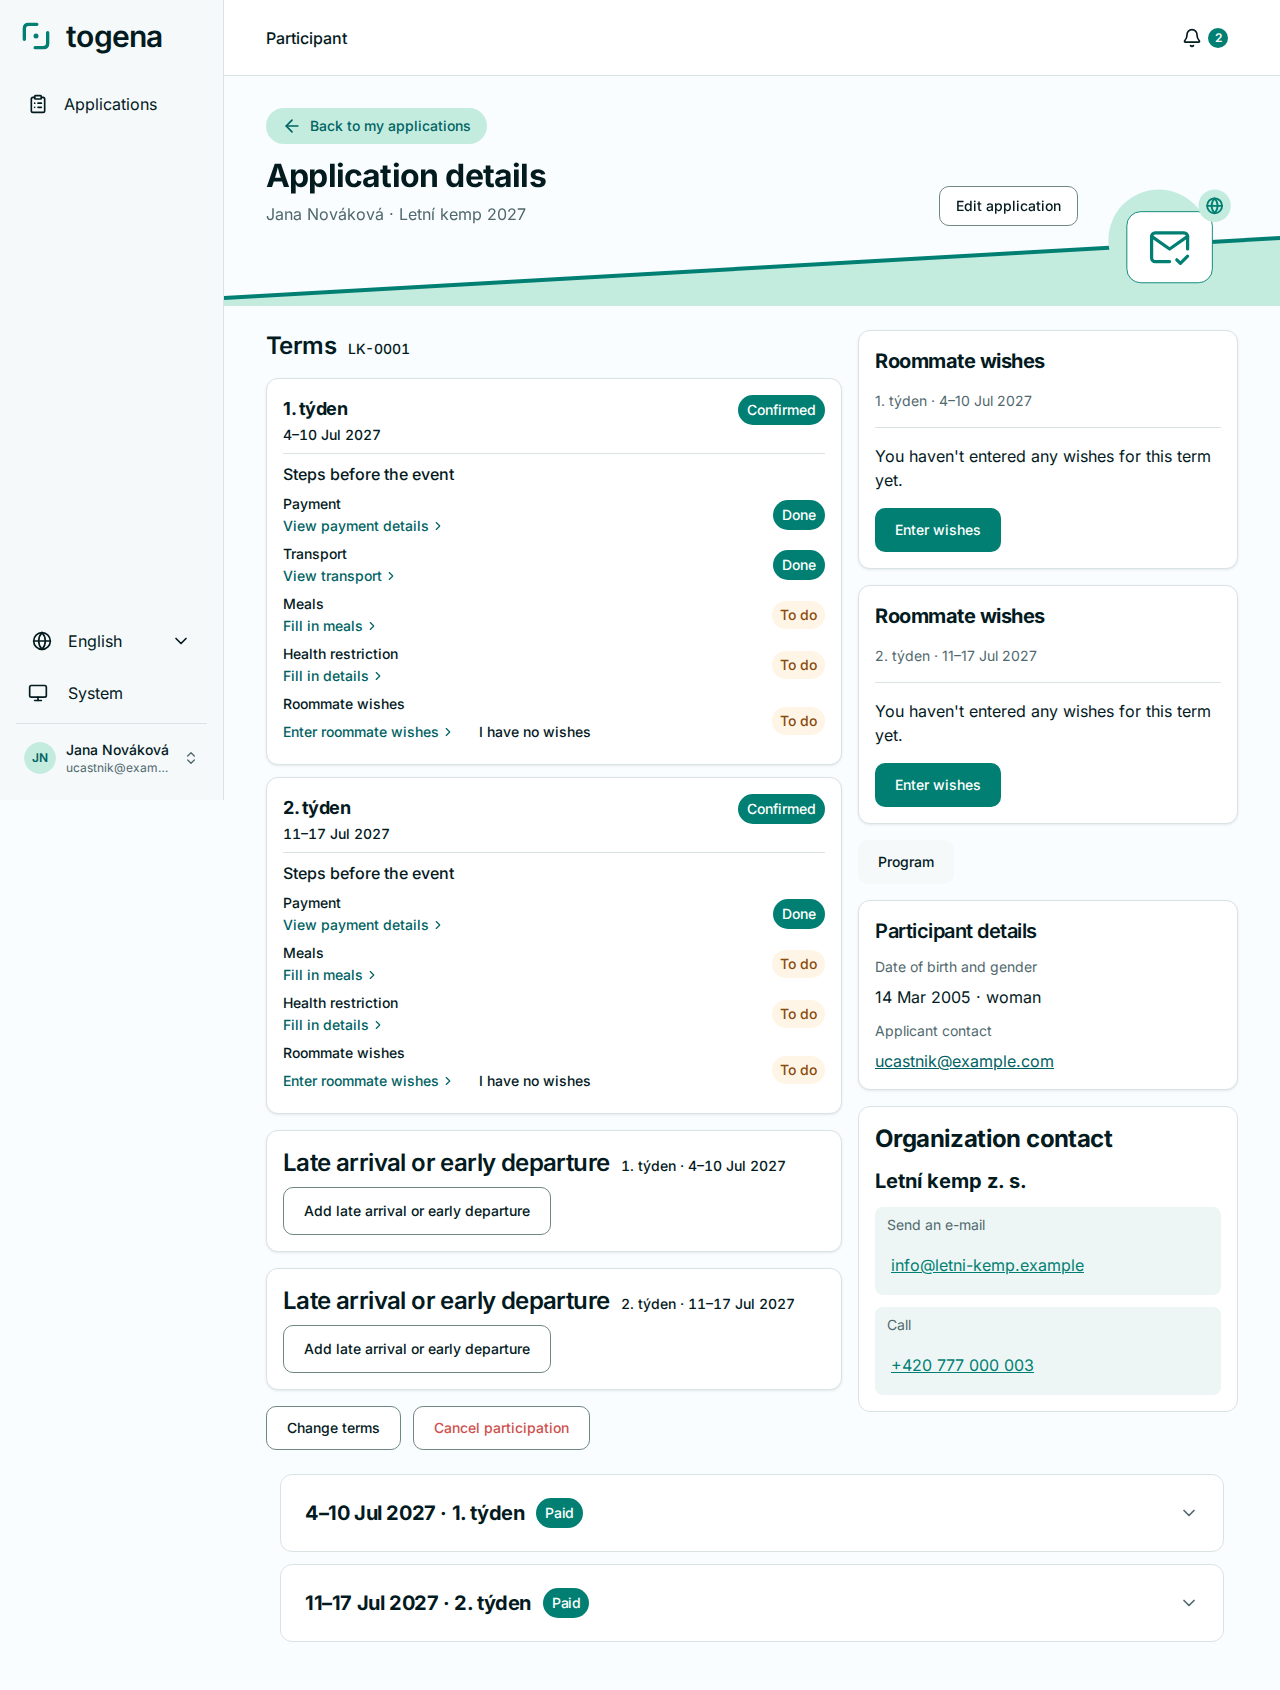 togena
Participant
2
Applications
Back to my applications
Application details
Jana Nováková · Letní kemp 2027
Edit application
Terms LK-0001
1. týden
Confirmed
4–10 Jul 2027
Steps before the event
Payment
View payment details
Done
Transport
View transport
Done
Meals
Fill in meals
To do
Health restriction
Fill in details
To do
Roommate wishes
Enter roommate wishes
I have no wishes
To do
2. týden
Confirmed
11–17 Jul 2027
Steps before the event
Payment
View payment details
Done
Meals
Fill in meals
To do
Health restriction
Fill in details
To do
Roommate wishes
Enter roommate wishes
I have no wishes
To do
Late arrival or early departure 1. týden · 4–10 Jul 2027
Add late arrival or early departure
Late arrival or early departure 2. týden · 11–17 Jul 2027
Add late arrival or early departure
Change terms
Cancel participation
Roommate wishes
1. týden · 4–10 Jul 2027
You haven't entered any wishes for this term
yet.
Enter wishes
Roommate wishes
2. týden · 11–17 Jul 2027
You haven't entered any wishes for this term
yet.
Enter wishes
Program
Participant details
Date of birth and gender
14 Mar 2005 · woman
Applicant contact
ucastnik@example.com
Organization contact
Letní kemp z. s.
Send an e-mail
info@letni-kemp.example
Call
+420 777 000 003
4–10 Jul 2027 · 1. týden Paid
11–17 Jul 2027 · 2. týden Paid
English
System
JN
Jana Nováková
ucastnik@exam...